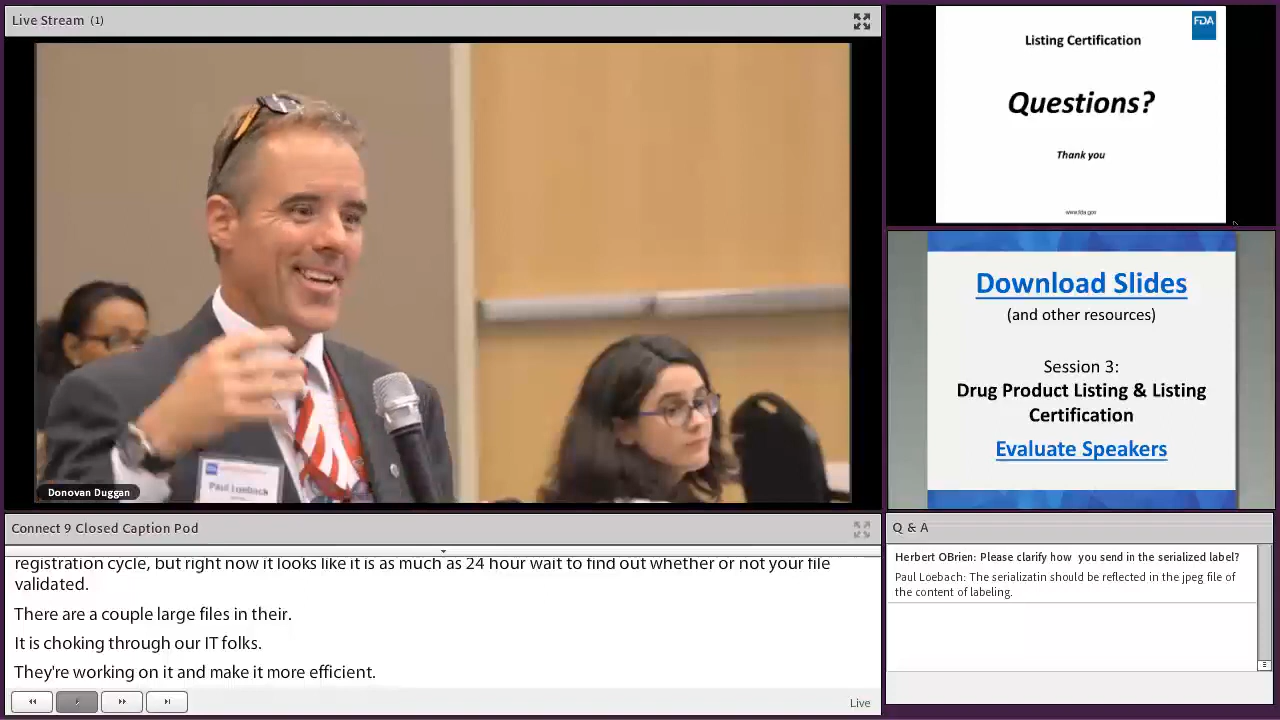 Live Stream (1)
Paul Loebach
Donovan Duggan
FDA
Listing Certification
Questions?
Thank you
www.fda.gov
Download Slides
(and other resources)
Session 3:
Drug Product Listing & Listing
Certification
Evaluate Speakers
Connect 9 Closed Caption Pod
registration cycle, but right now it looks like it is as much as 24 hour wait to find out whether or not your file
validated.
There are a couple large files in their.
It is choking through our IT folks.
They're working on it and make it more efficient.
Live
Q & A
Herbert OBrien: Please clarify how you send in the serialized label?
Paul Loebach: The serializatin should be reflected in the jpeg file of
the content of labeling.